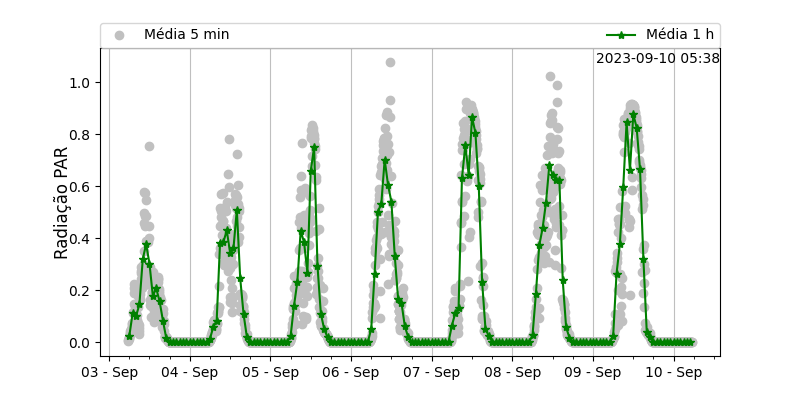 Média 5 min
Média 1 h
2023-09-10 05:38
Radiação PAR
1.0
0.8
0.6
0.4
0.2
0.0
03 - Sep
04 - Sep
05 - Sep
06 - Sep
07 - Sep
08 - Sep
09 - Sep
10 - Sep